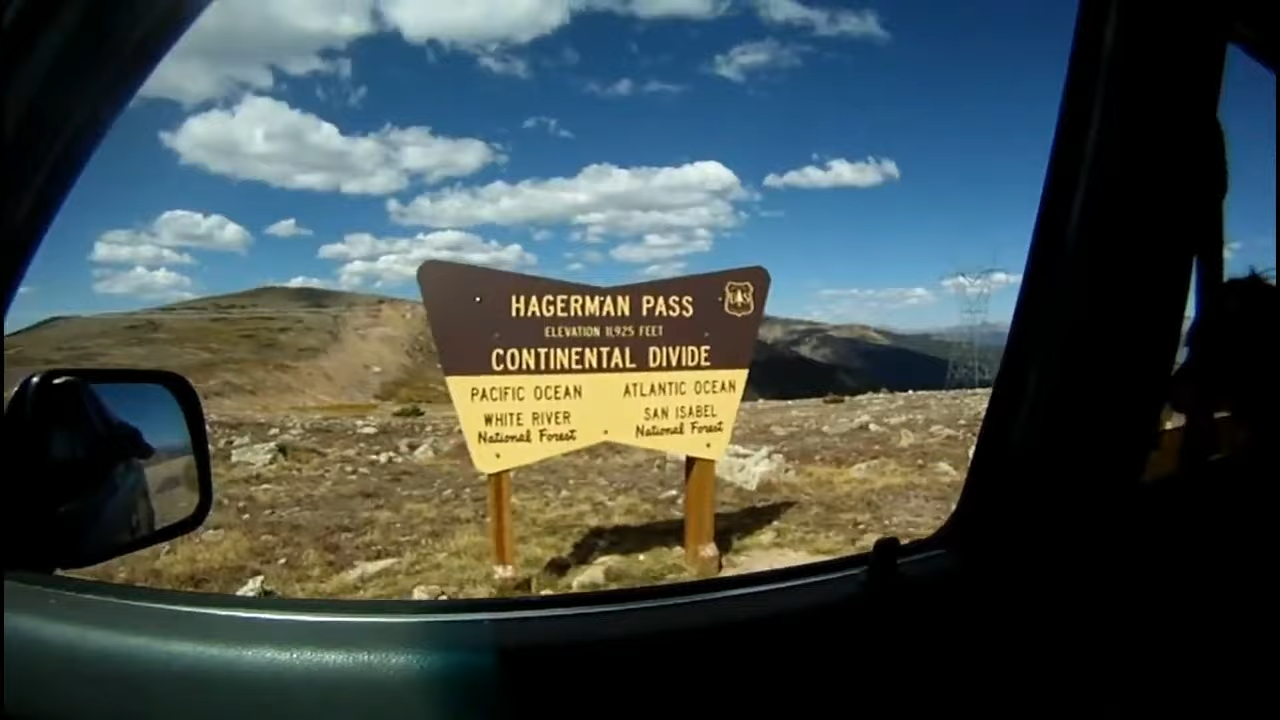 HAGERMAN PASS
ELEVATION 11,925 FEET
CONTINENTAL DIVIDE
PACIFIC OCEAN
WHITE RIVER
National Forest
ATLANTIC OCEAN
SAN ISABEL
National Forest